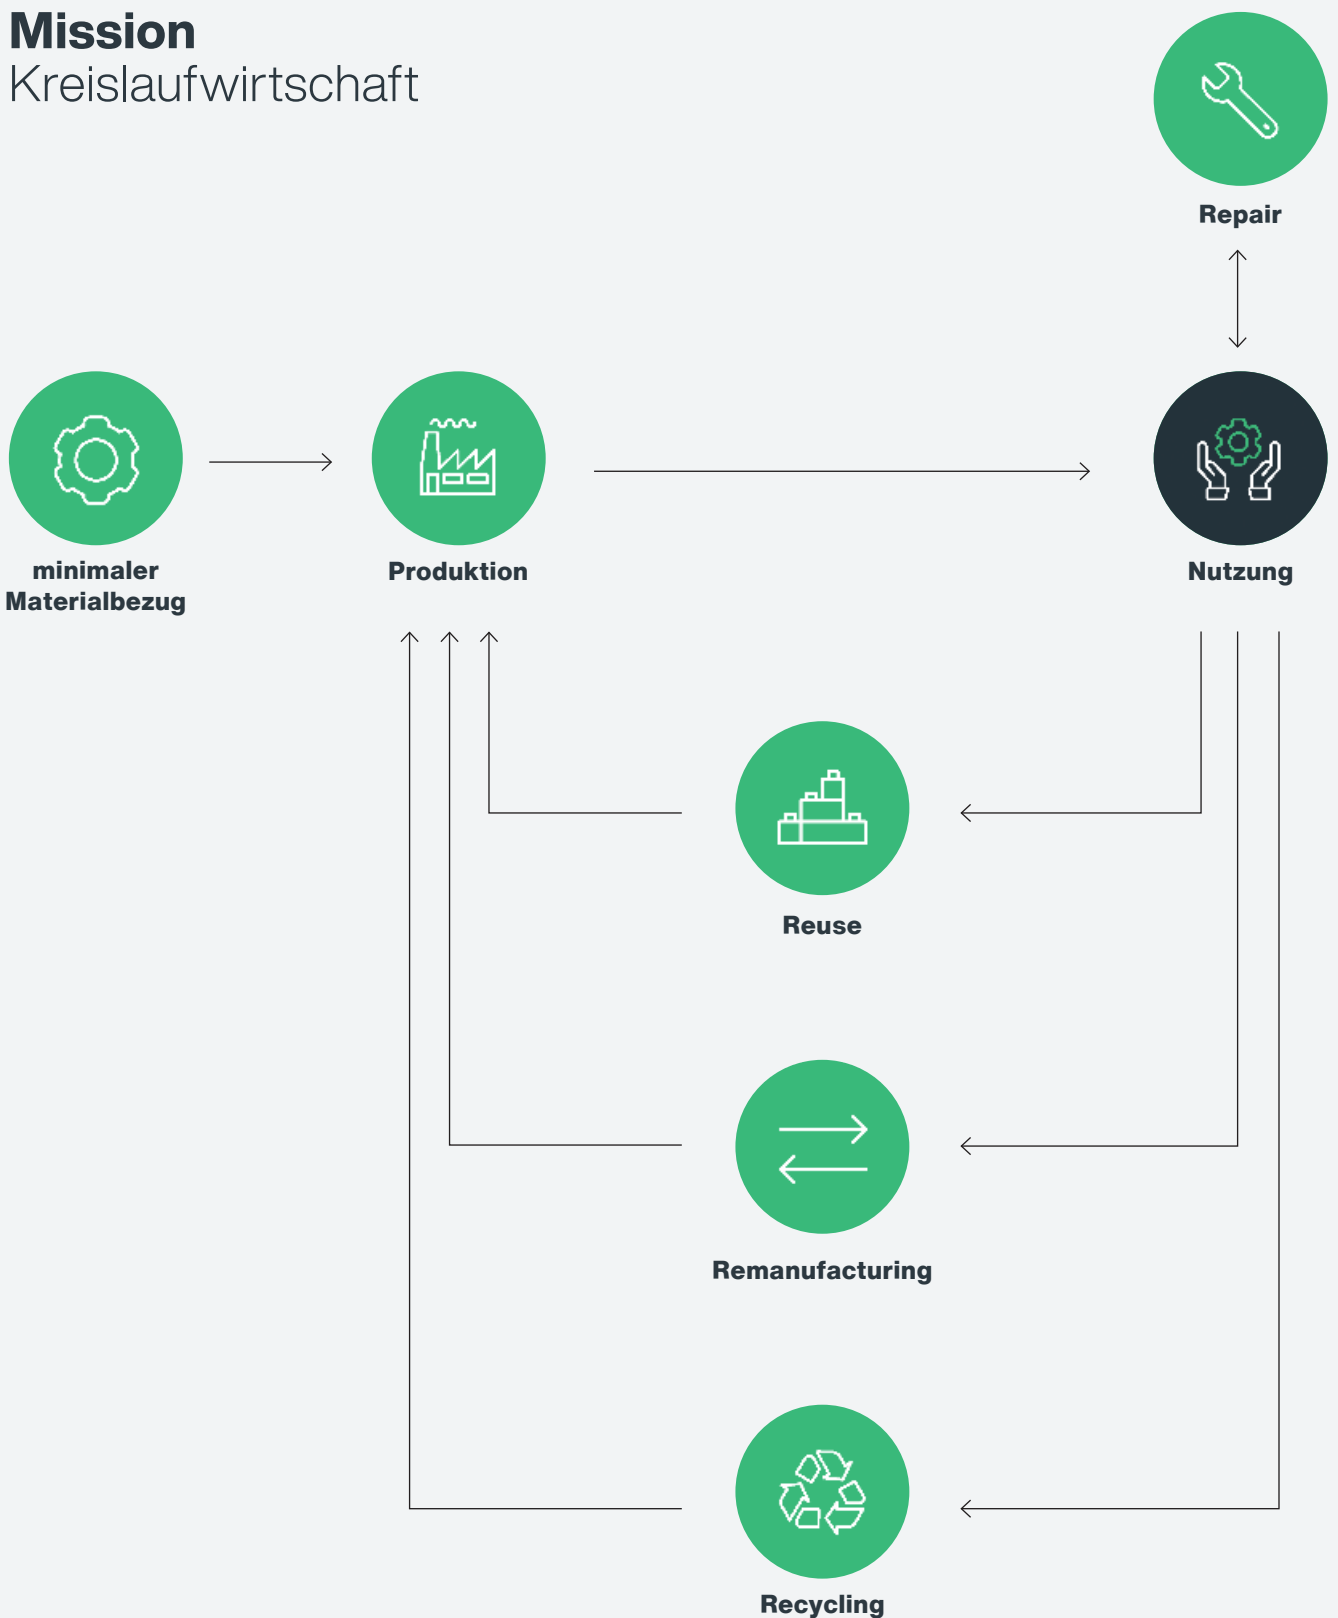 Mission
Kreislaufwirtschaft
Repair
minimaler
Materialbezug
Produktion
Nutzung
Reuse
Remanufacturing
Recycling